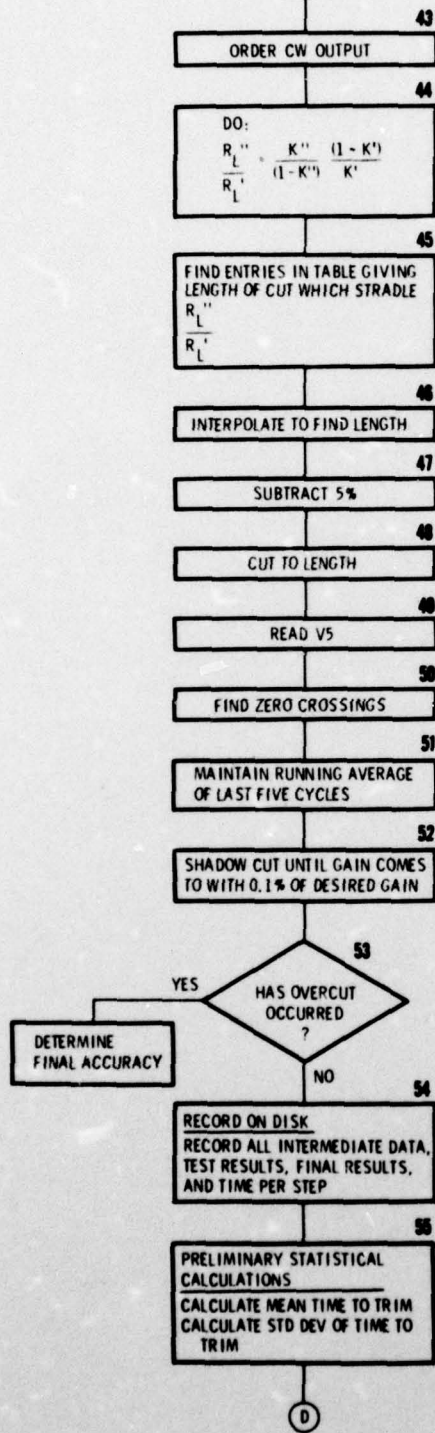 43
ORDER CW OUTPUT
44
DO:
R_L'' / R_L' = K'' / (1 - K'') (1 - K') / K'
45
FIND ENTRIES IN TABLE GIVING
LENGTH OF CUT WHICH STRADLE
R_L''
R_L'
46
INTERPOLATE TO FIND LENGTH
47
SUBTRACT 5%
48
CUT TO LENGTH
49
READ V5
50
FIND ZERO CROSSINGS
51
MAINTAIN RUNNING AVERAGE
OF LAST FIVE CYCLES
52
SHADOW CUT UNTIL GAIN COMES
TO WITH 0.1% OF DESIRED GAIN
53
HAS OVERCUT
OCCURRED
?
YES
DETERMINE
FINAL ACCURACY
NO
54
RECORD ON DISK
RECORD ALL INTERMEDIATE DATA,
TEST RESULTS, FINAL RESULTS,
AND TIME PER STEP
55
PRELIMINARY STATISTICAL
CALCULATIONS
CALCULATE MEAN TIME TO TRIM
CALCULATE STD DEV OF TIME TO
TRIM
D